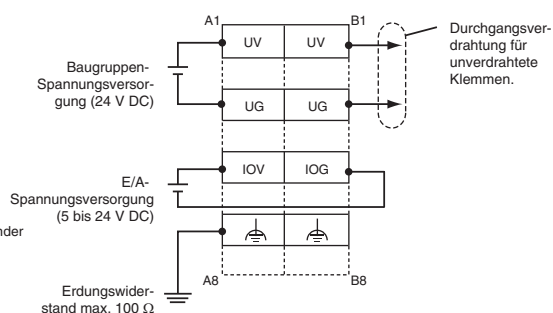 A1
B1
UV
UV
Durchgangsver-
drahtung für
unverdrahtete
Klemmen.
Baugruppen-
Spannungsversor-
gung (24 V DC)
UG
UG
IOV
IOG
E/A-
Spannungsversorgung
(5 bis 24 V DC)
A8
B8
Erdungswider-
stand max. 100 Ω